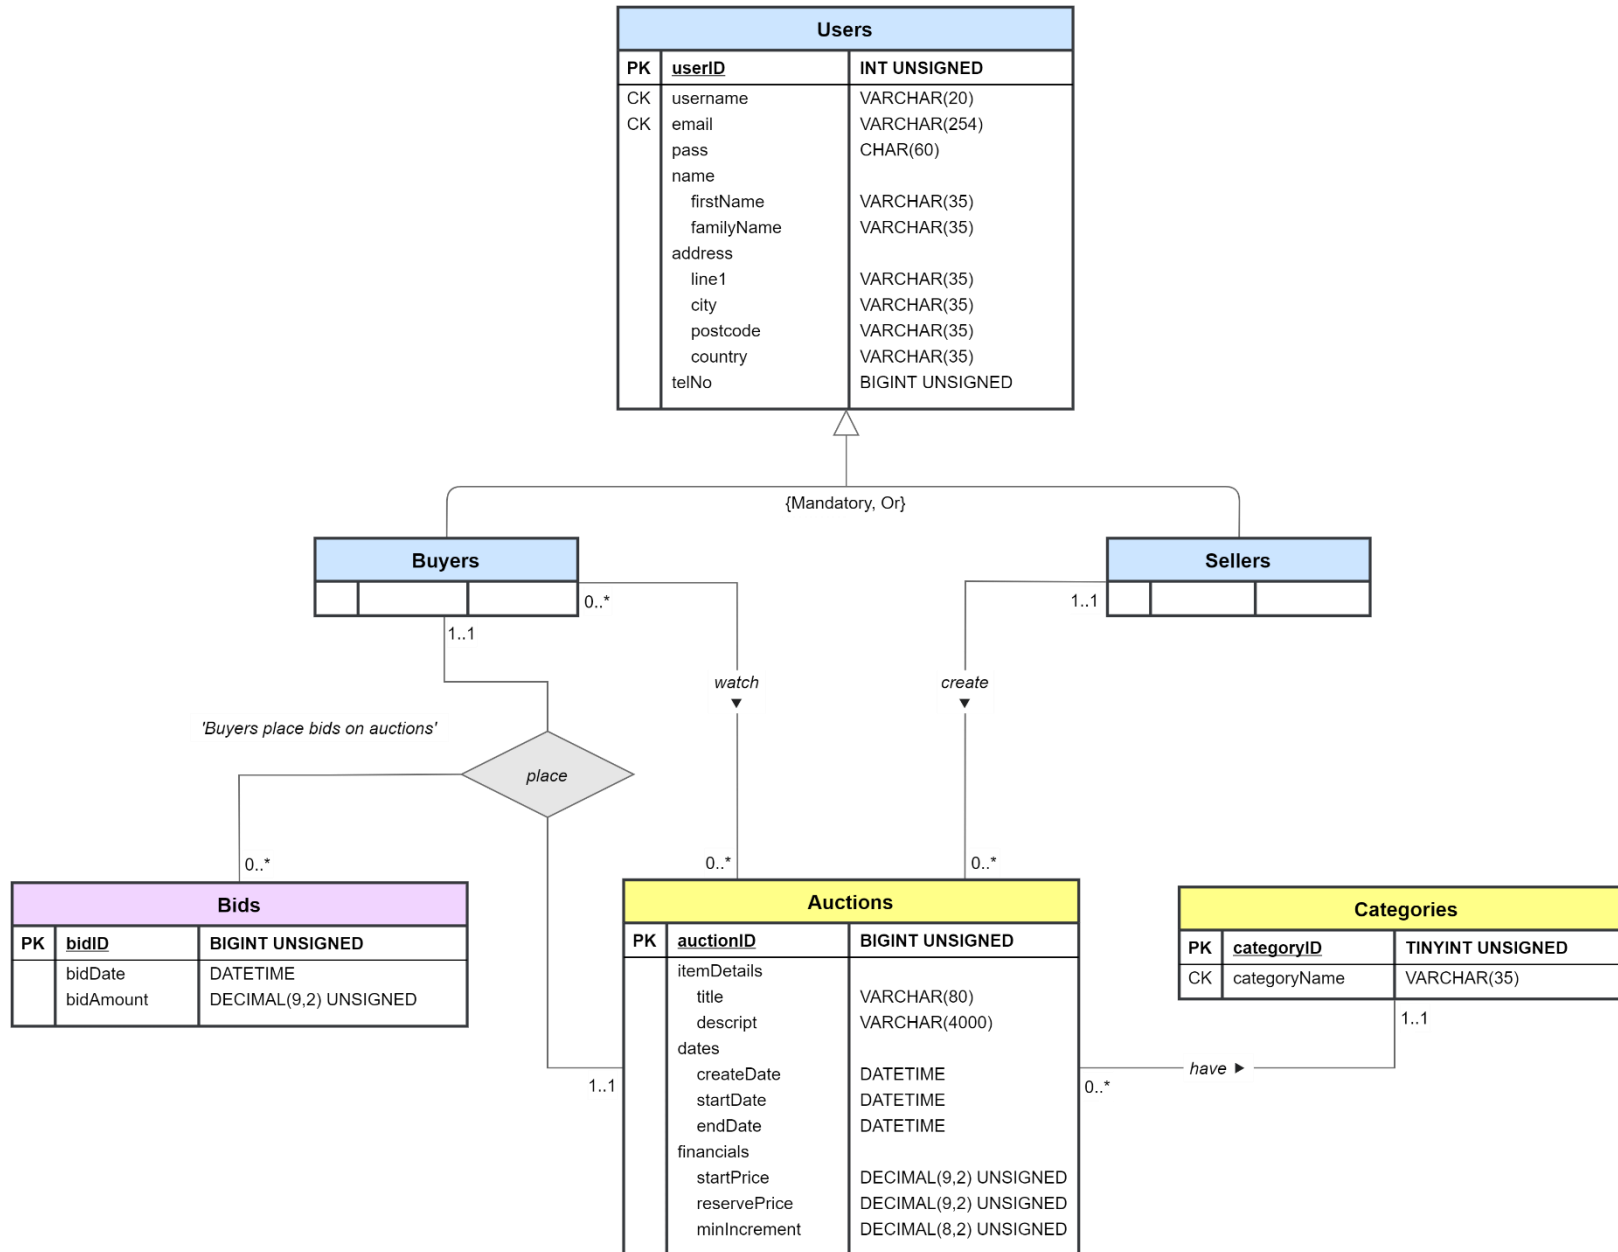 Users
PK userID INT UNSIGNED
CK username VARCHAR(20)
CK email VARCHAR(254)
pass CHAR(60)
name
firstName VARCHAR(35)
familyName VARCHAR(35)
address
line1 VARCHAR(35)
city VARCHAR(35)
postcode VARCHAR(35)
country VARCHAR(35)
telNo BIGINT UNSIGNED
{Mandatory, Or}
Buyers
Sellers
0..*
1..1
1..1
watch
▼
create
▼
'Buyers place bids on auctions'
place
0..*
0..*
0..*
Bids
PK bidID BIGINT UNSIGNED
bidDate DATETIME
bidAmount DECIMAL(9,2) UNSIGNED
Auctions
PK auctionID BIGINT UNSIGNED
itemDetails
title VARCHAR(80)
descript VARCHAR(4000)
dates
createDate DATETIME
startDate DATETIME
endDate DATETIME
financials
startPrice DECIMAL(9,2) UNSIGNED
reservePrice DECIMAL(9,2) UNSIGNED
minIncrement DECIMAL(8,2) UNSIGNED
Categories
PK categoryID TINYINT UNSIGNED
CK categoryName VARCHAR(35)
1..1
have ▶
1..1
0..*